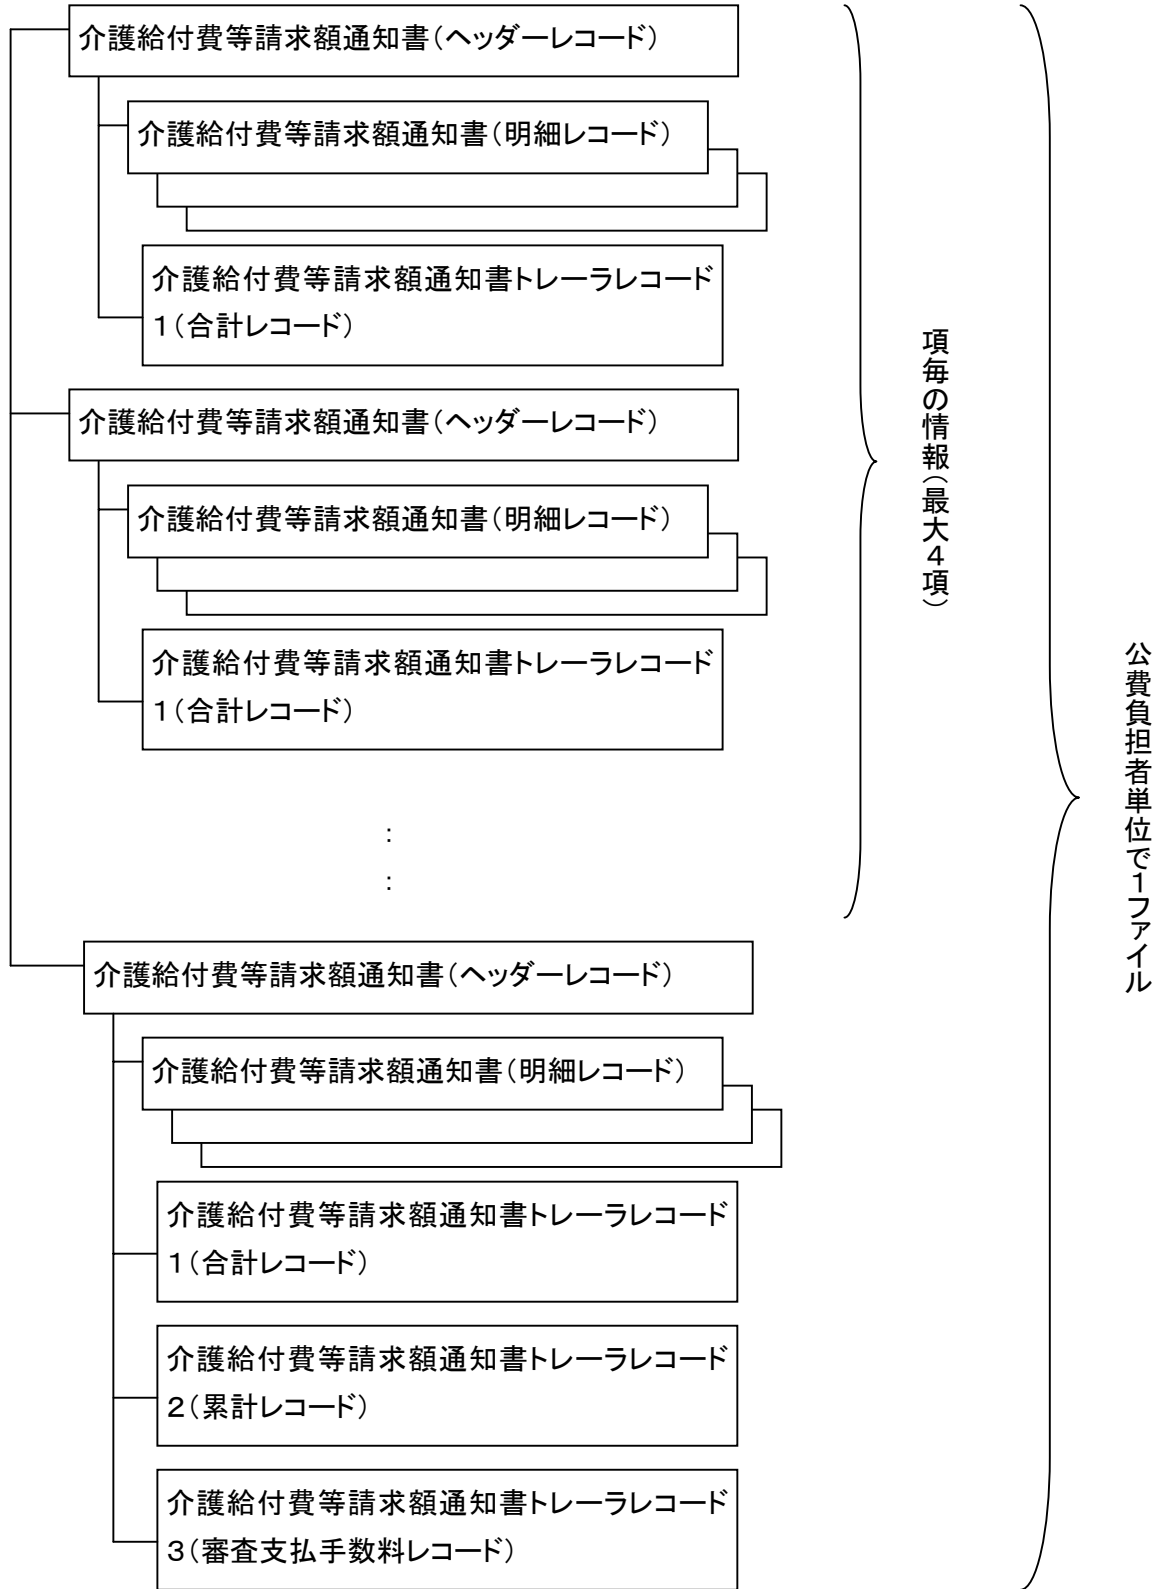 介護給付費等請求額通知書（ヘッダーレコード）
介護給付費等請求額通知書（明細レコード）
介護給付費等請求額通知書トレーラレコード
１（合計レコード）
介護給付費等請求額通知書（ヘッダーレコード）
介護給付費等請求額通知書（明細レコード）
介護給付費等請求額通知書トレーラレコード
１（合計レコード）
：
：
介護給付費等請求額通知書（ヘッダーレコード）
介護給付費等請求額通知書（明細レコード）
介護給付費等請求額通知書トレーラレコード
１（合計レコード）
介護給付費等請求額通知書トレーラレコード
２（累計レコード）
介護給付費等請求額通知書トレーラレコード
３（審査支払手数料レコード）
項毎の情報（最大４項）
公費負担者単位で１ファイル